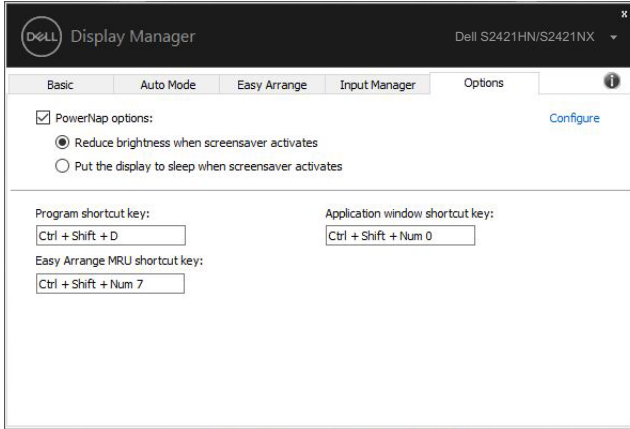 DELL Display Manager
Dell S2421HN/S2421NX
x
Basic
Auto Mode
Easy Arrange
Input Manager
Options
i
PowerNap options:
Configure
Reduce brightness when screensaver activates
Put the display to sleep when screensaver activates
Program shortcut key:
Application window shortcut key:
Ctrl + Shift + D
Ctrl + Shift + Num 0
Easy Arrange MRU shortcut key:
Ctrl + Shift + Num 7